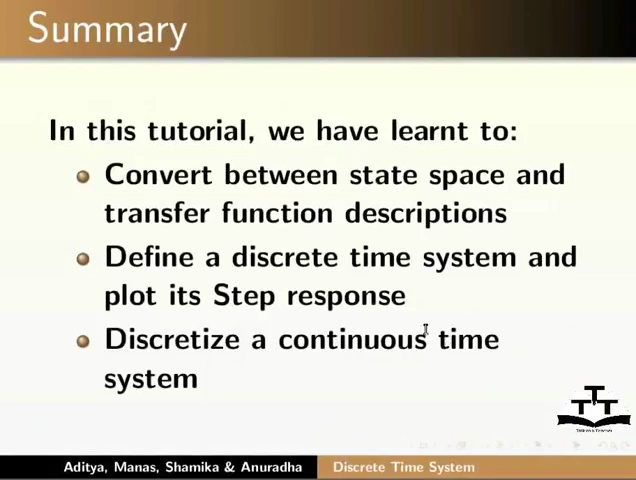 Summary
In this tutorial, we have learnt to:
Convert between state space and
transfer function descriptions
Define a discrete time system and
plot its Step response
Discretize a continuous time
system
TTT
Aditya, Manas, Shamika & Anuradha Discrete Time System